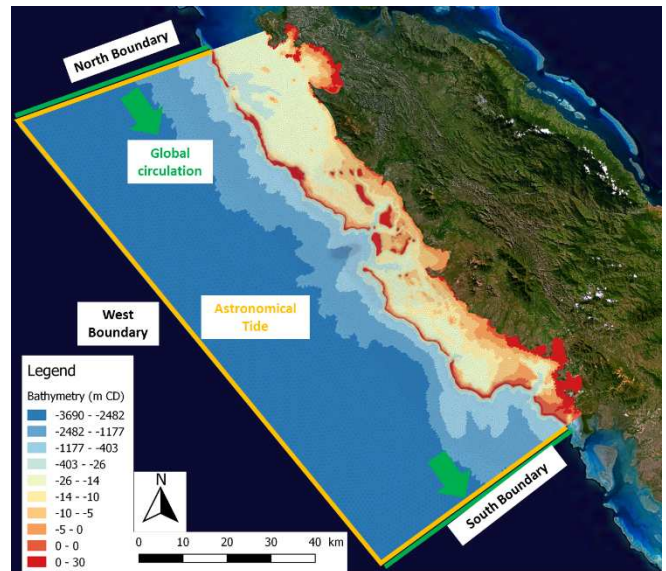 North Boundary
Global
circulation
West
Boundary
Astronomical
Tide
Legend
Bathymetry (m CD)
-3690 - -2482
-2482 - -1177
-1177 - -403
-403 - -26
-26 - -14
-14 - -10
-10 - -5
-5 - 0
0 - 0
0 - 30
N
0 10 20 30 40 km
South Boundary